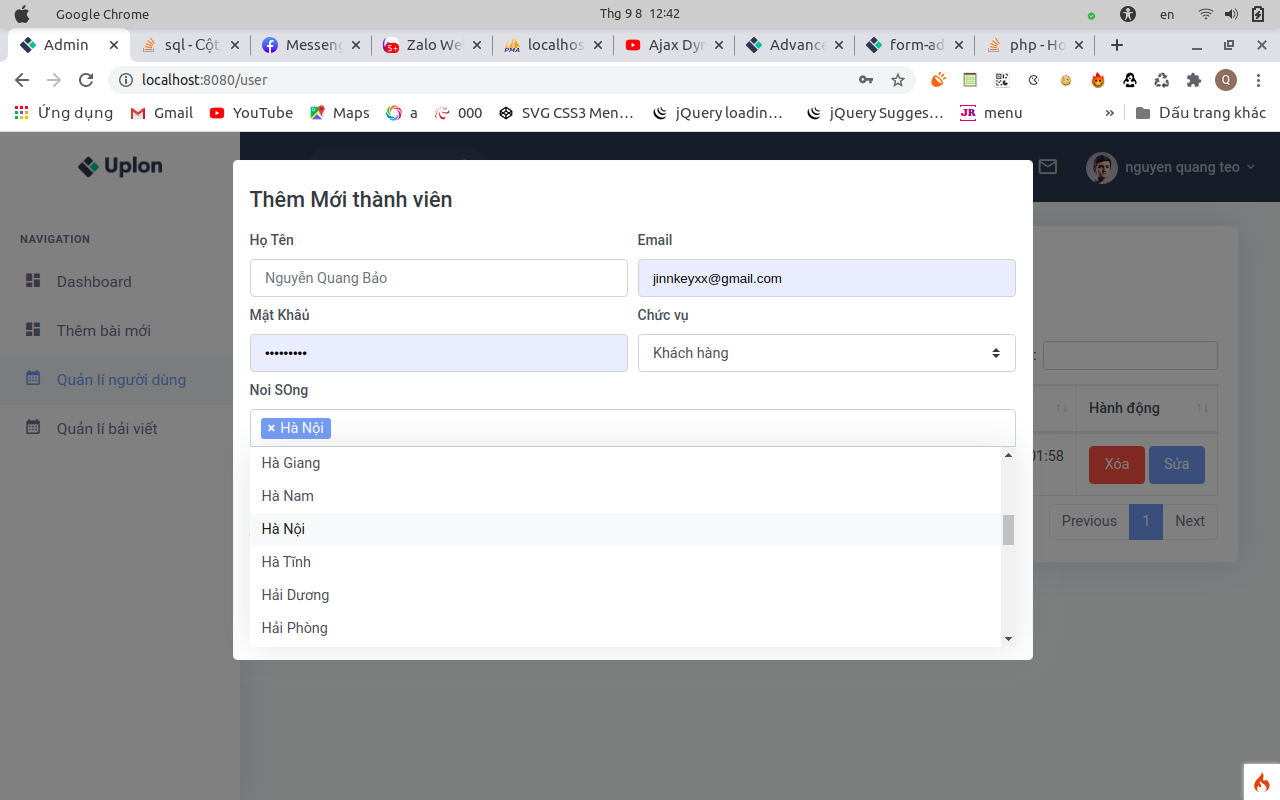 Google Chrome
Thg 9 8 12:42
en
Admin
sql - Cột
Messeng
Zalo We
localhos
Ajax Dyn
Advance
form-ad
php - Ho
localhost:8080/user
Q
Ứng dụng
Gmail
YouTube
Maps
a
000
SVG CSS3 Men...
jQuery loadin...
jQuery Sugges...
JR menu
»
Dấu trang khác
Uplon
nguyen quang teo
NAVIGATION
Dashboard
Thêm bài mới
Quản lí người dùng
Quản lí bải viết
Thêm Mới thành viên
Họ Tên
Email
Nguyễn Quang Bảo
jinnkeyxx@gmail.com
Mật Khẩủ
Chức vụ
•••••••••
Khách hàng
Noi SOng
× Hà Nội
Hà Giang
Hà Nam
Hà Nội
Hà Tĩnh
Hải Dương
Hải Phòng
:
Hành động
01:58
Xóa
Sửa
Previous
1
Next